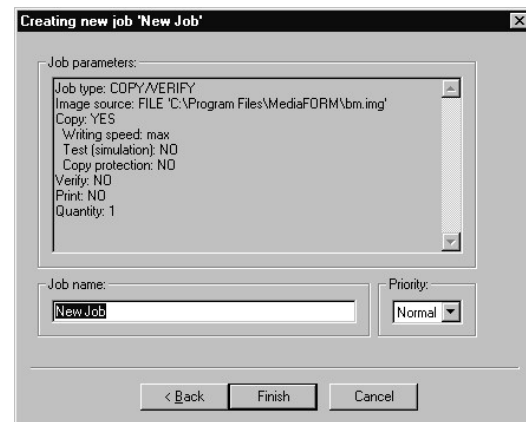 Creating new job 'New Job'
Job parameters:
Job type: COPY/VERIFY
Image source: FILE 'C:\Program Files\MediaFORM\bm.img'
Copy: YES
Writing speed: max
Test (simulation): NO
Copy protection: NO
Verify: NO
Print: NO
Quantity: 1
Job name:
Priority:
New Job
Normal
< Back
Finish
Cancel